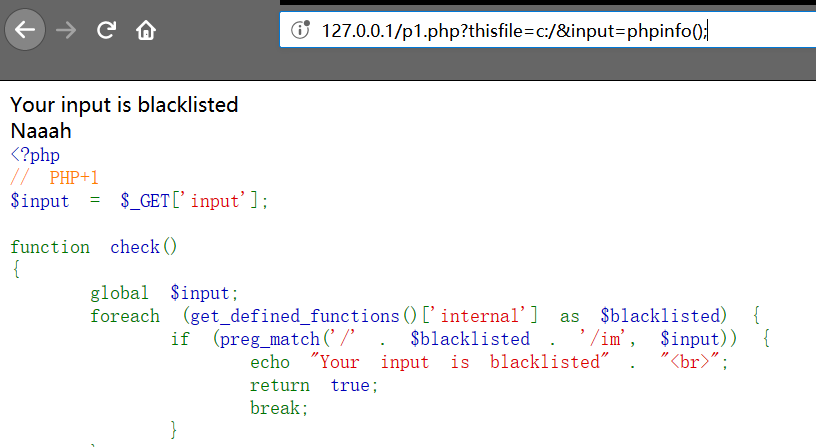 127.0.0.1/p1.php?thisfile=c:/&input=phpinfo();
Your input is blacklisted
Naaah
<?php
// PHP+1
$input = $_GET['input'];
function check()
{
global $input;
foreach (get_defined_functions()['internal'] as $blacklisted) {
if (preg_match('/' . $blacklisted . '/im', $input)) {
echo "Your input is blacklisted" . "<br>";
return true;
break;
}